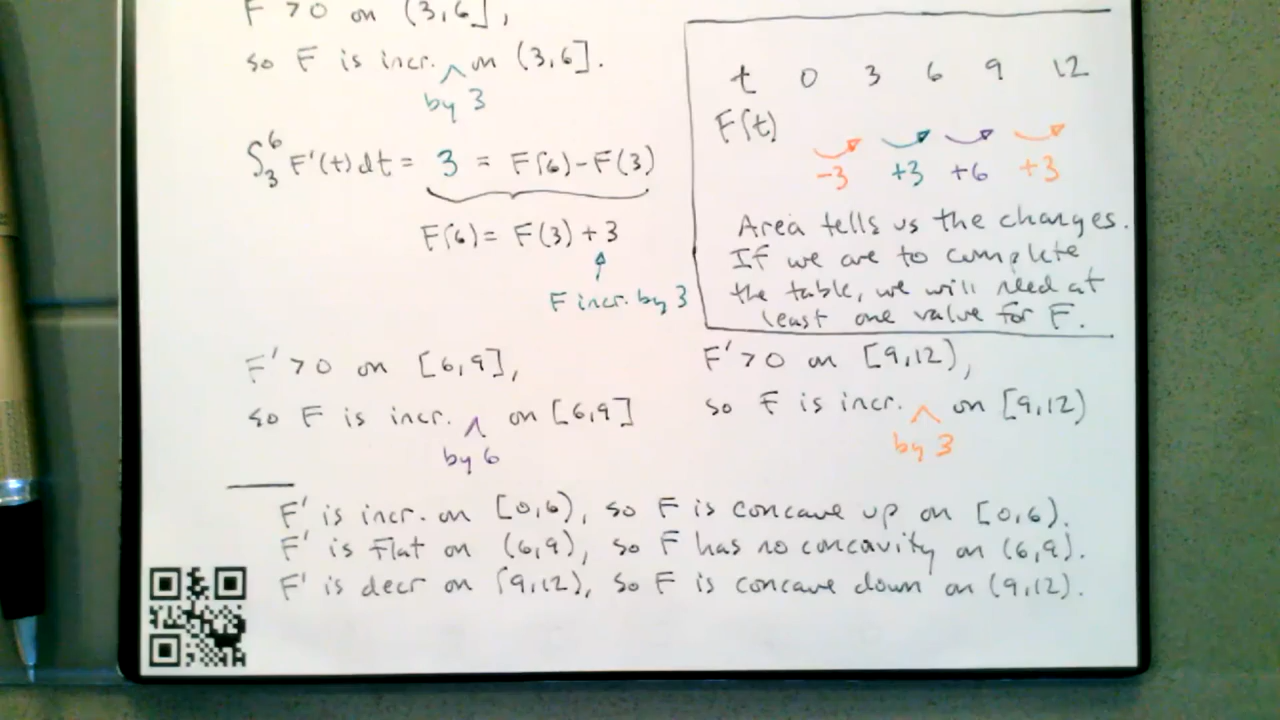 F >0 on (3,6],
so F is incr. ^ on (3,6].
by 3
∫₃⁶ F'(t)dt = 3 = F(6)-F(3)
F(6) = F(3) + 3
F incr. by 3
t 0 3 6 9 12
F(t)
-3 +3 +6 +3
Area tells us the changes.
If we are to complete
the table, we will need at
least one value for F.
F' >0 on [6,9],
so F is incr. ^ on [6,9]
by 6
F' >0 on [9,12),
so F is incr. ^ on [9,12)
by 3
F' is incr. on [0,6), so F is concave up on [0,6).
F' is flat on (6,9), so F has no concavity on (6,9).
F' is decr on (9,12), so F is concave down on (9,12).